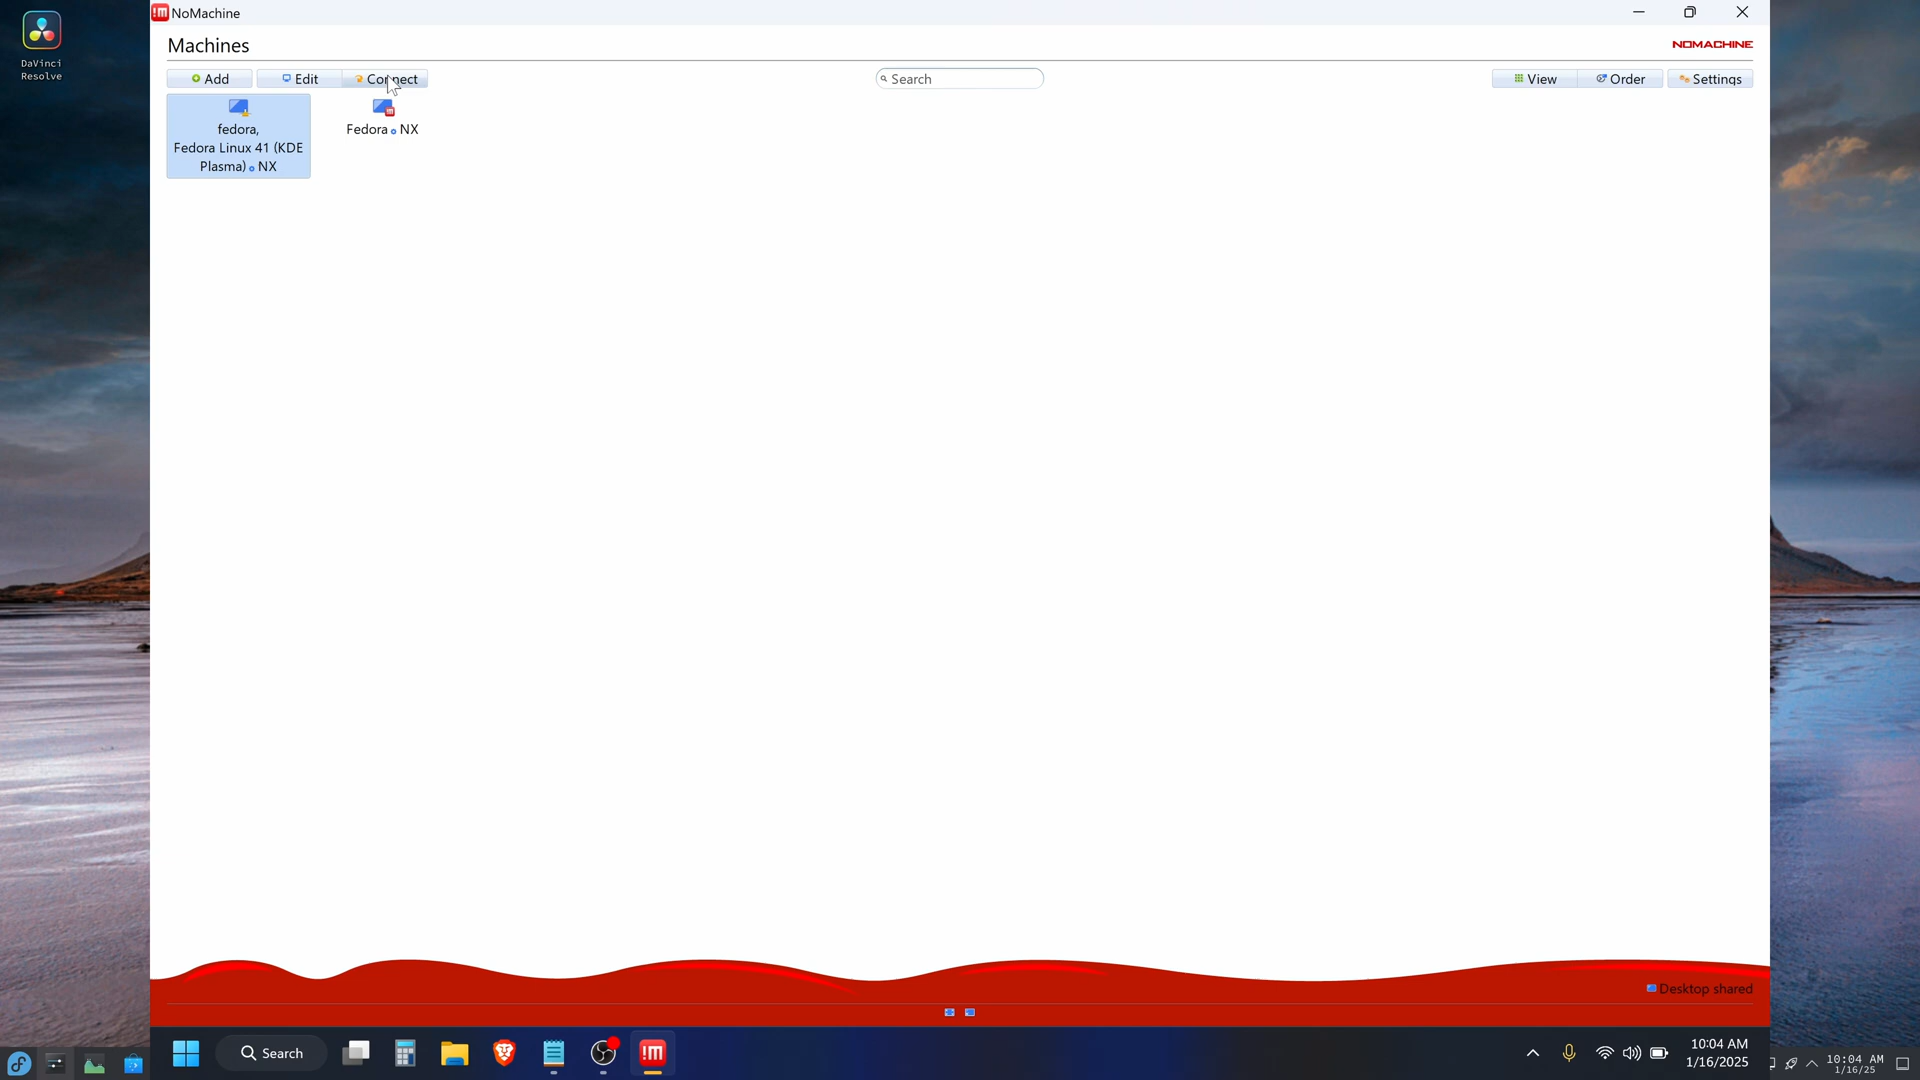 DaVinci
Resolve
!M NoMachine
Machines
NOMACHINE
Add
Edit
Connect
Search
View
Order
Settings
fedora,
Fedora Linux 41 (KDE
Plasma) NX
Fedora NX
Desktop shared
Search
!M
10:04 AM
1/16/2025
10:04 AM
1/16/25